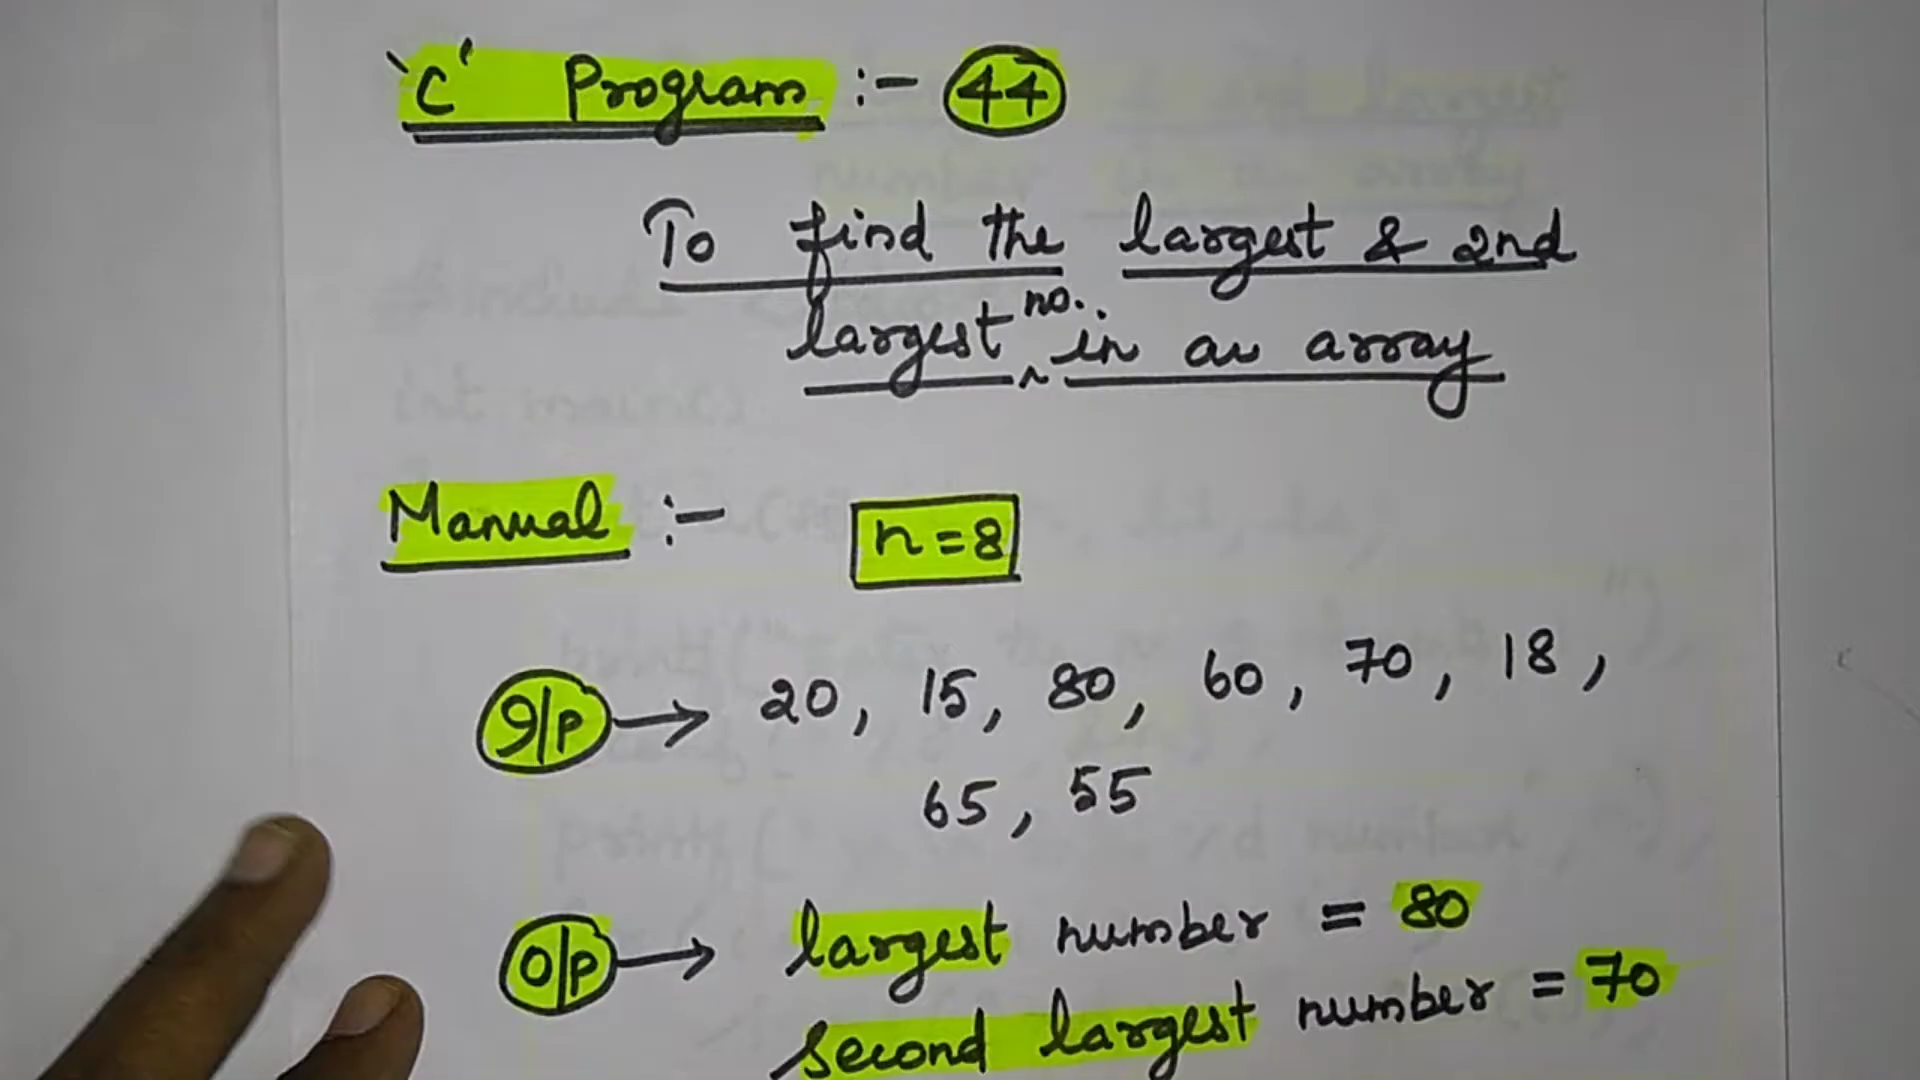 'C' Program :- 44
To find the largest & 2nd
largest no. in an array
Manual :- n=8
I/p → 20, 15, 80, 60, 70, 18,
65, 55
O/p → largest number = 80
second largest number = 70